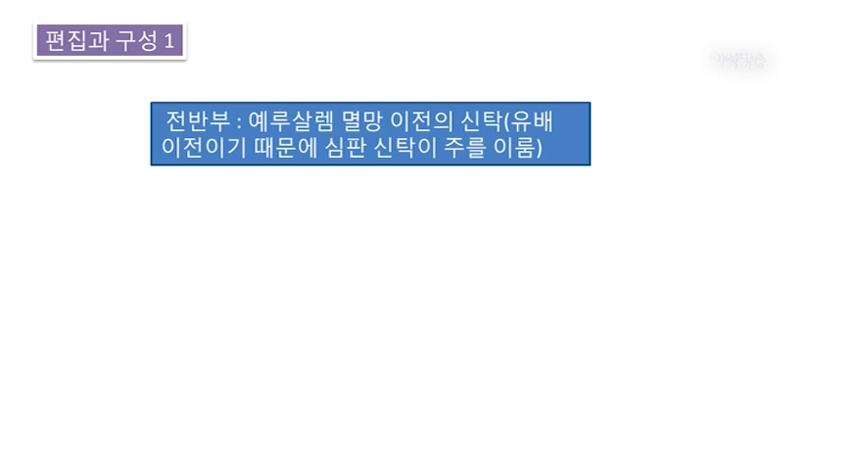 편집과 구성 1
전반부 : 예루살렘 멸망 이전의 신탁(유배
이전이기 때문에 심판 신탁이 주를 이룸)